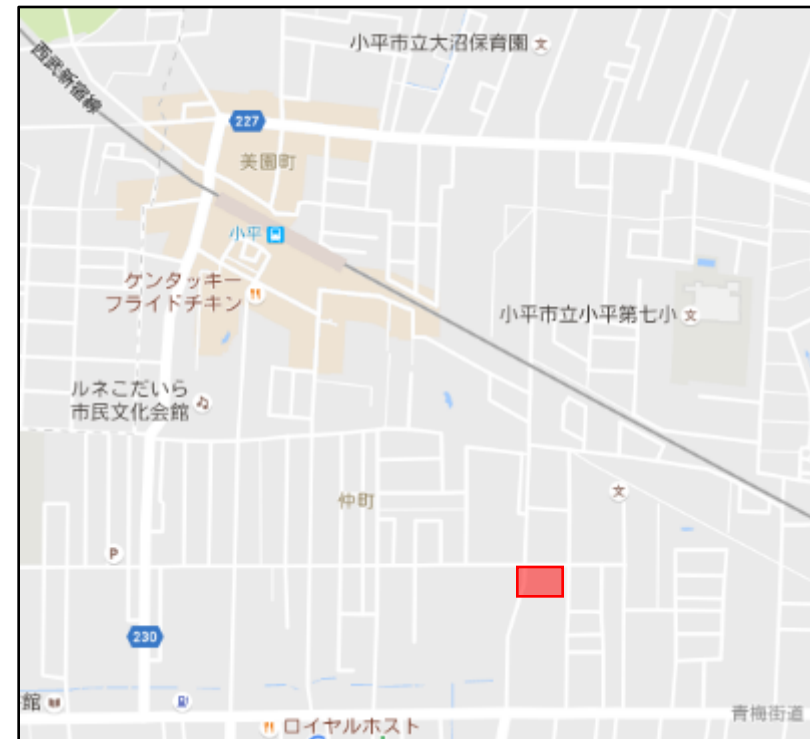 小平市立大沼保育園
西武新宿線
227
美園町
小平
ケンタッキー
フライドチキン
小平市立小平第七小
ルネこだいら
市民文化会館
仲町
P
230
館
青梅街道
ロイヤルホスト